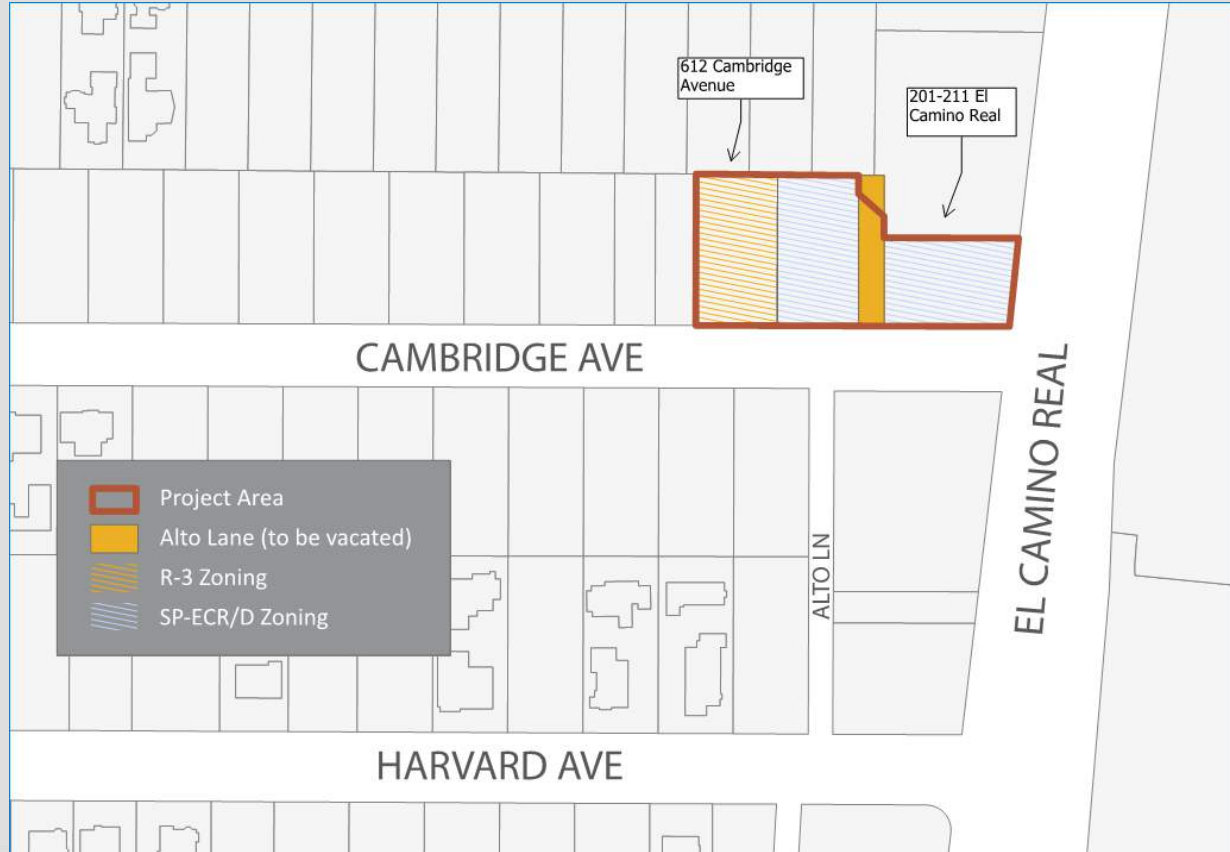 612 Cambridge
Avenue
201-211 El
Camino Real
CAMBRIDGE AVE
EL CAMINO REAL
Project Area
Alto Lane (to be vacated)
R-3 Zoning
SP-ECR/D Zoning
ALTO LN
HARVARD AVE